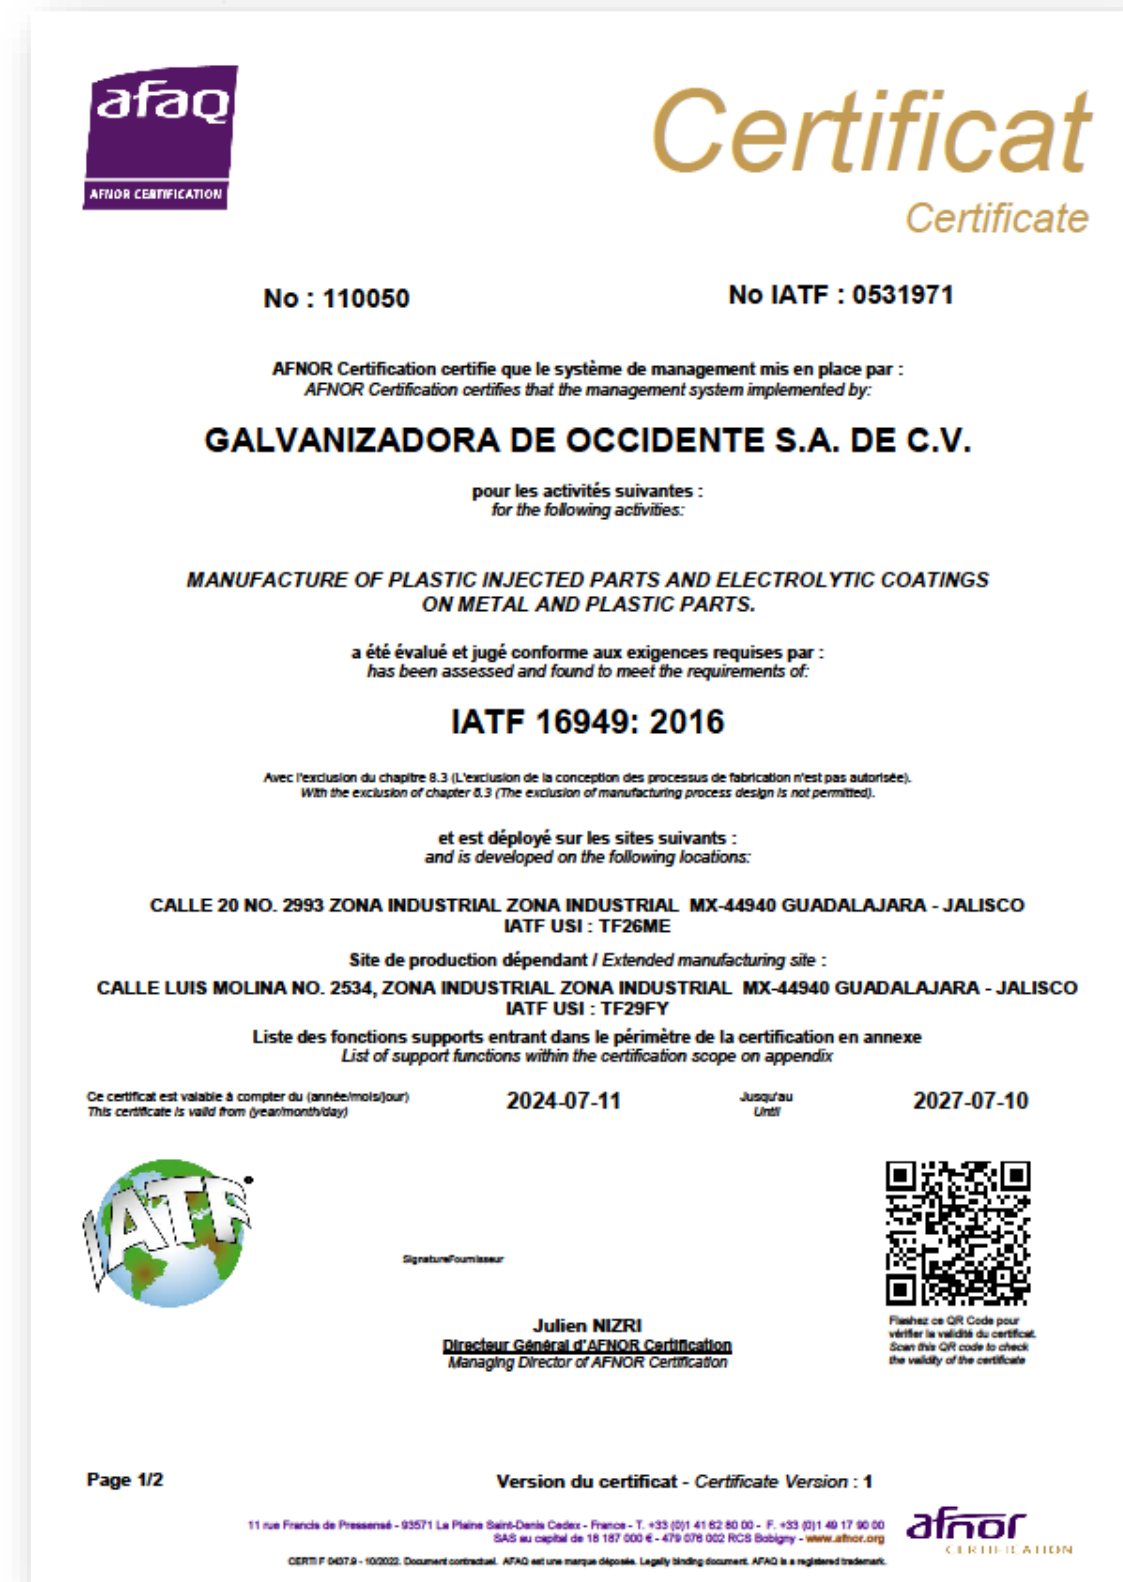 afaq
AFNOR CERTIFICATION
Certificat
Certificate
No : 110050
No IATF : 0531971
AFNOR Certification certifie que le système de management mis en place par :
AFNOR Certification certifies that the management system implemented by:
GALVANIZADORA DE OCCIDENTE S.A. DE C.V.
pour les activités suivantes :
for the following activities:
MANUFACTURE OF PLASTIC INJECTED PARTS AND ELECTROLYTIC COATINGS
ON METAL AND PLASTIC PARTS.
a été évalué et jugé conforme aux exigences requises par :
has been assessed and found to meet the requirements of:
IATF 16949: 2016
Avec l'exclusion du chapitre 8.3 (L'exclusion de la conception des processus de fabrication n'est pas autorisée).
With the exclusion of chapter 8.3 (The exclusion of manufacturing process design is not permitted).
et est déployé sur les sites suivants :
and is developed on the following locations:
CALLE 20 NO. 2993 ZONA INDUSTRIAL ZONA INDUSTRIAL MX-44940 GUADALAJARA - JALISCO
IATF USI : TF26ME
Site de production dépendant / Extended manufacturing site :
CALLE LUIS MOLINA NO. 2534, ZONA INDUSTRIAL ZONA INDUSTRIAL MX-44940 GUADALAJARA - JALISCO
IATF USI : TF29FY
Liste des fonctions supports entrant dans le périmètre de la certification en annexe
List of support functions within the certification scope on appendix
Ce certificat est valable à compter du (année/mois/jour)
This certificate is valid from (year/month/day)
2024-07-11
Jusqu'au
Until
2027-07-10
IATF
SignatureFournisseur
Julien NIZRI
Directeur Général d'AFNOR Certification
Managing Director of AFNOR Certification
Flashez ce QR Code pour
vérifier la validité du certificat.
Scan this QR code to check
the validity of the certificate
Page 1/2
Version du certificat - Certificate Version : 1
11 rue Francis de Pressensé - 93571 La Plaine Saint-Denis Cedex - France - T. +33 (0)1 41 62 80 00 - F. +33 (0)1 49 17 90 00
SAS au capital de 18 187 000 € - 479 076 002 RCS Bobigny - www.afnor.org
CERTI F 0437.9 - 10/2022. Document contractuel. AFAQ est une marque déposée. Legally binding document. AFAQ is a registered trademark.
afnor
CERTIFICATION